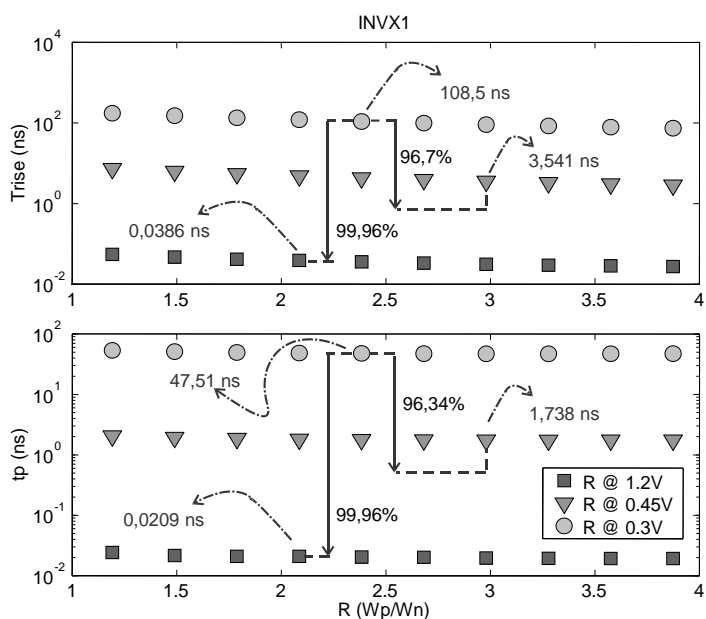 INVX1
10^4
10^2
10^0
10^-2
Trise (ns)
108,5 ns
96,7%
3,541 ns
0,0386 ns
99,96%
1 1.5 2 2.5 3 3.5 4
10^2
10^1
10^0
10^-1
10^-2
tp (ns)
47,51 ns
96,34%
1,738 ns
0,0209 ns
99,96%
R @ 1.2V
R @ 0.45V
R @ 0.3V
1 1.5 2 2.5 3 3.5 4
R (Wp/Wn)